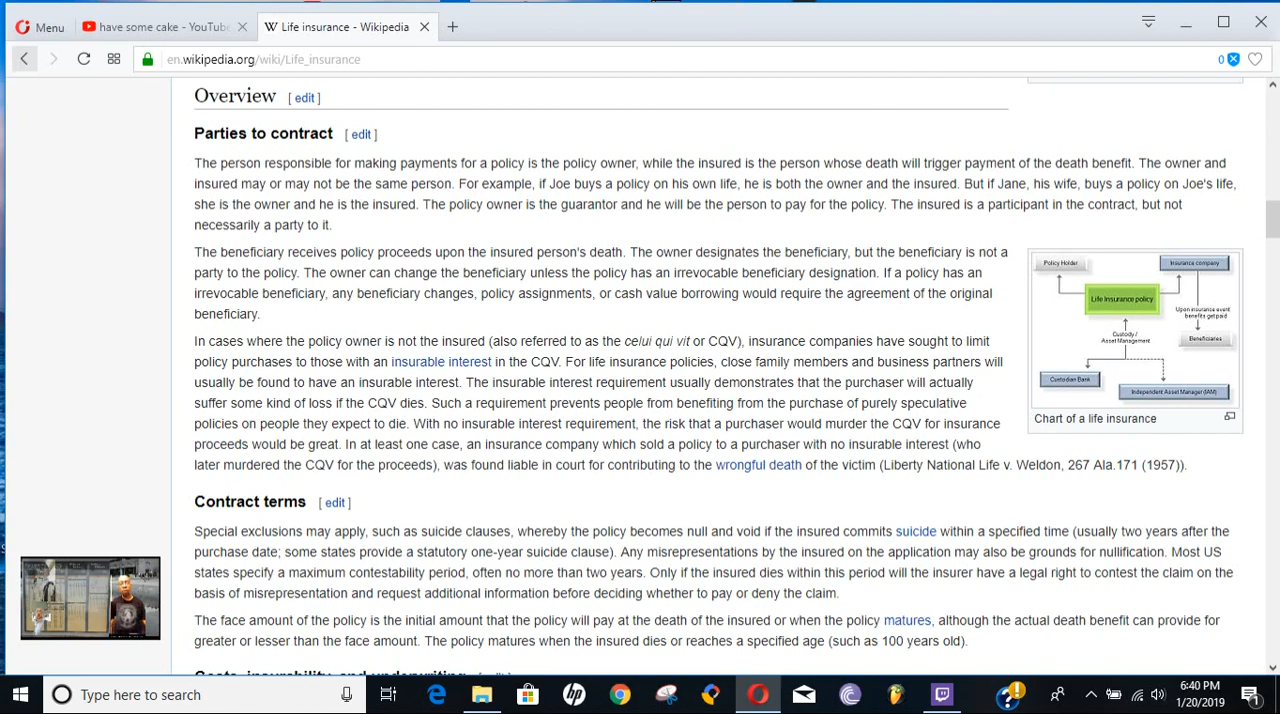 Menu
have some cake - YouTube
Life insurance - Wikipedia
en.wikipedia.org/wiki/Life_insurance
0
Overview [ edit ]
Parties to contract [ edit ]
The person responsible for making payments for a policy is the policy owner, while the insured is the person whose death will trigger payment of the death benefit. The owner and
insured may or may not be the same person. For example, if Joe buys a policy on his own life, he is both the owner and the insured. But if Jane, his wife, buys a policy on Joe's life,
she is the owner and he is the insured. The policy owner is the guarantor and he will be the person to pay for the policy. The insured is a participant in the contract, but not
necessarily a party to it.
The beneficiary receives policy proceeds upon the insured person's death. The owner designates the beneficiary, but the beneficiary is not a
party to the policy. The owner can change the beneficiary unless the policy has an irrevocable beneficiary designation. If a policy has an
irrevocable beneficiary, any beneficiary changes, policy assignments, or cash value borrowing would require the agreement of the original
beneficiary.
Policy Holder
Insurance company
Life Insurance policy
Upon insurance event
benefits get paid
Custody /
Asset Management
Beneficiaries
Custodian Bank
Independent Asset Manager (IAM)
Chart of a life insurance
In cases where the policy owner is not the insured (also referred to as the celui qui vit or CQV), insurance companies have sought to limit
policy purchases to those with an insurable interest in the CQV. For life insurance policies, close family members and business partners will
usually be found to have an insurable interest. The insurable interest requirement usually demonstrates that the purchaser will actually
suffer some kind of loss if the CQV dies. Such a requirement prevents people from benefiting from the purchase of purely speculative
policies on people they expect to die. With no insurable interest requirement, the risk that a purchaser would murder the CQV for insurance
proceeds would be great. In at least one case, an insurance company which sold a policy to a purchaser with no insurable interest (who
later murdered the CQV for the proceeds), was found liable in court for contributing to the wrongful death of the victim (Liberty National Life v. Weldon, 267 Ala.171 (1957)).
Contract terms [ edit ]
Special exclusions may apply, such as suicide clauses, whereby the policy becomes null and void if the insured commits suicide within a specified time (usually two years after the
purchase date; some states provide a statutory one-year suicide clause). Any misrepresentations by the insured on the application may also be grounds for nullification. Most US
states specify a maximum contestability period, often no more than two years. Only if the insured dies within this period will the insurer have a legal right to contest the claim on the
basis of misrepresentation and request additional information before deciding whether to pay or deny the claim.
The face amount of the policy is the initial amount that the policy will pay at the death of the insured or when the policy matures, although the actual death benefit can provide for
greater or lesser than the face amount. The policy matures when the insured dies or reaches a specified age (such as 100 years old).
Costs, insurability, and underwriting [ edit ]
Type here to search
6:40 PM
1/20/2019
1